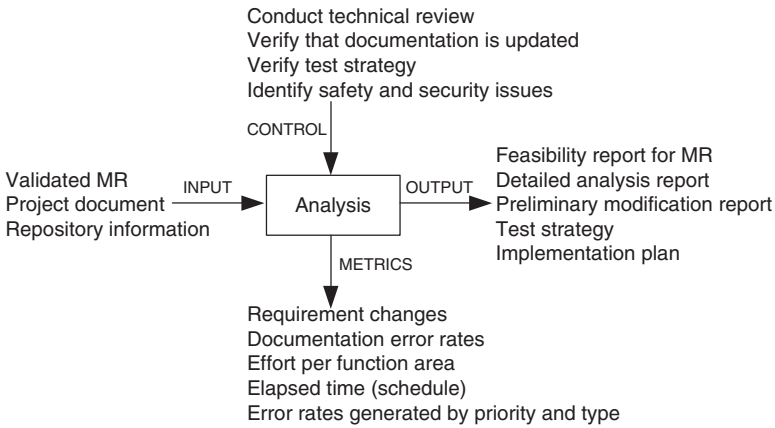 Conduct technical review
Verify that documentation is updated
Verify test strategy
Identify safety and security issues
CONTROL
Validated MR
Project document
Repository information
INPUT
Analysis
OUTPUT
Feasibility report for MR
Detailed analysis report
Preliminary modification report
Test strategy
Implementation plan
METRICS
Requirement changes
Documentation error rates
Effort per function area
Elapsed time (schedule)
Error rates generated by priority and type